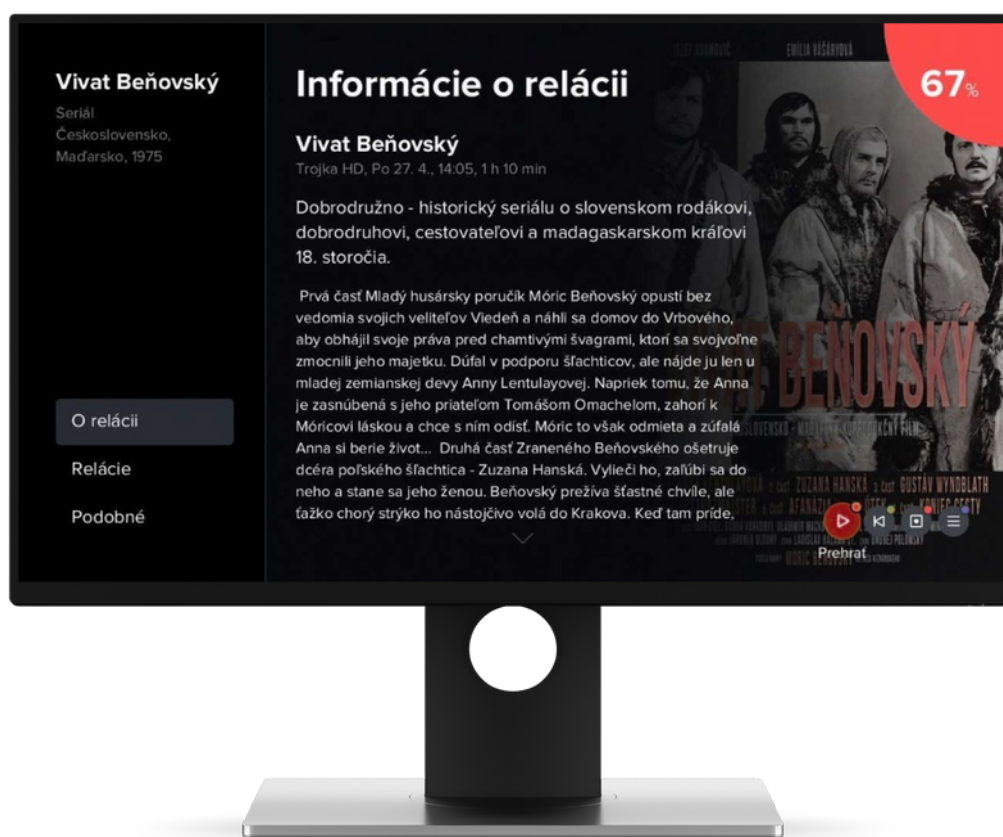 Vivat Beňovský
Seriál
Československo,
Maďarsko, 1975
O relácii
Relácie
Podobné
Informácie o relácii
Vivat Beňovský
Trojka HD, Po 27. 4., 14:05, 1 h 10 min
Dobrodružno - historický seriálu o slovenskom rodákovi,
dobrodruhovi, cestovateľovi a madagaskarskom kráľovi
18. storočia.
Prvá časť Mladý husársky poručík Móric Beňovský opustí bez
vedomia svojich veliteľov Viedeň a náhli sa domov do Vrbového,
aby obhájil svoje práva pred chamtivými švagrami, ktorí sa svojvoľne
zmocnili jeho majetku. Dúfal v podporu šľachticov, ale nájde ju len u
mladej zemianskej devy Anny Lentulayovej. Napriek tomu, že Anna
je zasnúbená s jeho priateľom Tomášom Omachelom, zahorí k
Móricovi láskou a chce s ním odísť. Móric to však odmieta a zúfalá
Anna si berie život... Druhá časť Zraneného Beňovského ošetruje
dcéra poľského šľachtica - Zuzana Hanská. Vylieči ho, zaľúbi sa do
neho a stane sa jeho ženou. Beňovský prežíva šťastné chvíle, ale
ťažko chorý strýko ho nástojčivo volá do Krakova. Keď tam príde,
67%
EMÍLIA VÁŠÁRYOVÁ
BEŇOVSKÝ
ZUZANA HANSKÁ 3. časť GUSTÁV WYNDBLATH
Prehrať